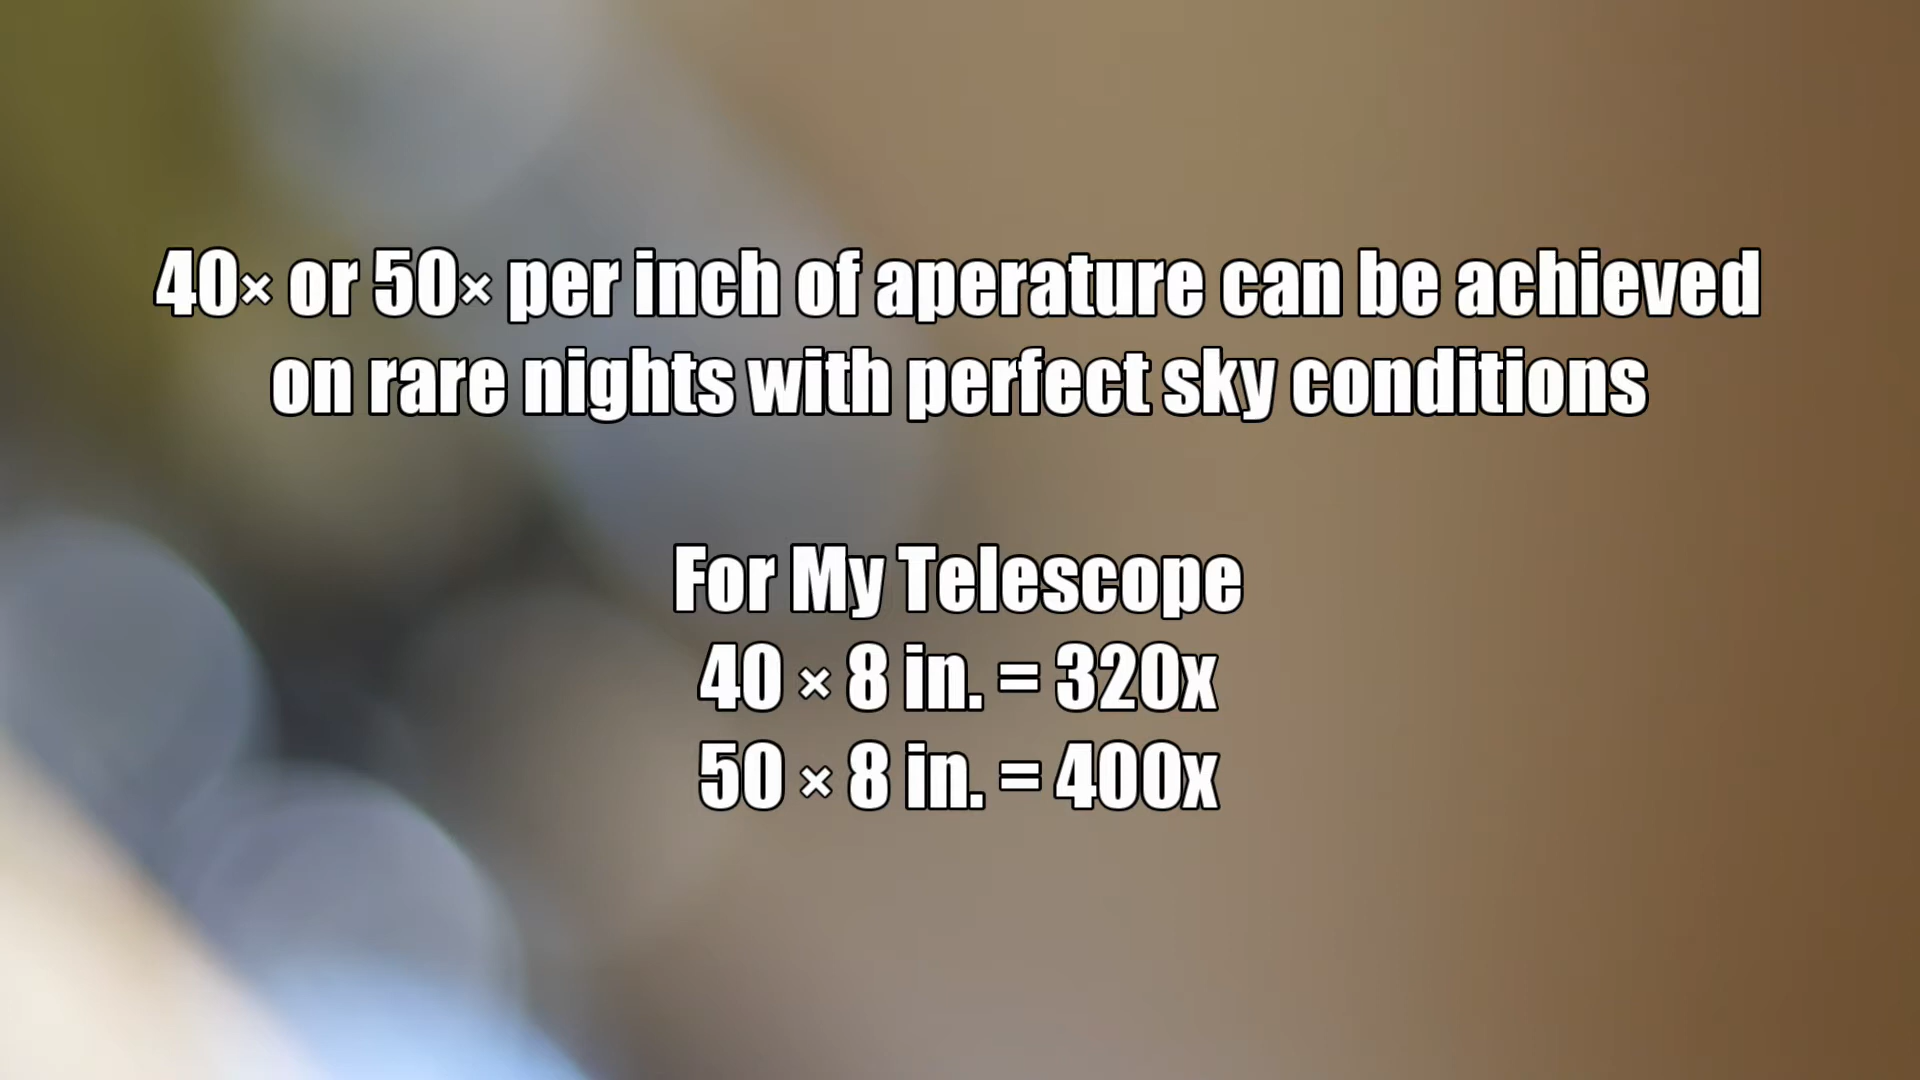 40× or 50× per inch of aperature can be achieved
on rare nights with perfect sky conditions
For My Telescope
40 × 8 in. = 320x
50 × 8 in. = 400x